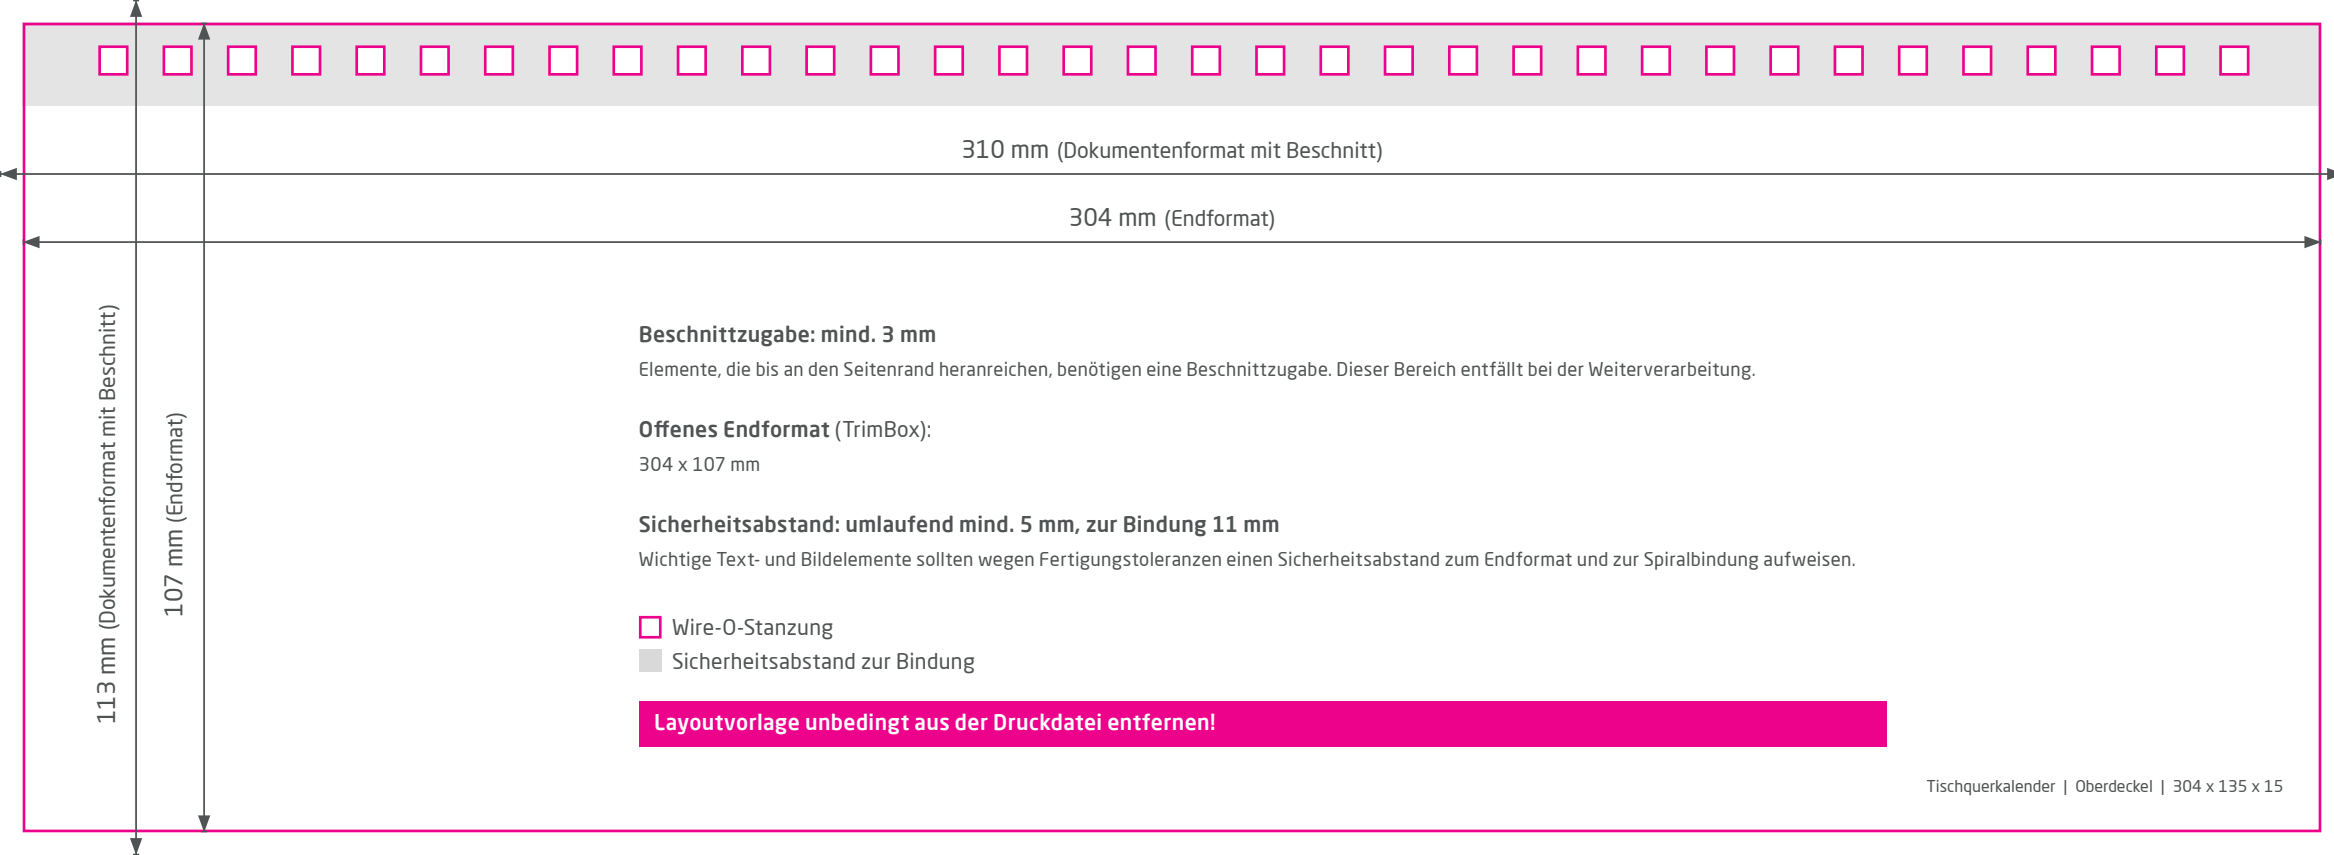 310 mm (Dokumentenformat mit Beschnitt)
304 mm (Endformat)
113 mm (Dokumentenformat mit Beschnitt)
107 mm (Endformat)
Beschnittzugabe: mind. 3 mm
Elemente, die bis an den Seitenrand heranreichen, benötigen eine Beschnittzugabe. Dieser Bereich entfällt bei der Weiterverarbeitung.
Offenes Endformat (TrimBox):
304 x 107 mm
Sicherheitsabstand: umlaufend mind. 5 mm, zur Bindung 11 mm
Wichtige Text- und Bildelemente sollten wegen Fertigungstoleranzen einen Sicherheitsabstand zum Endformat und zur Spiralbindung aufweisen.
Wire-O-Stanzung
Sicherheitsabstand zur Bindung
Layoutvorlage unbedingt aus der Druckdatei entfernen!
Tischquerkalender | Oberdeckel | 304 x 135 x 15